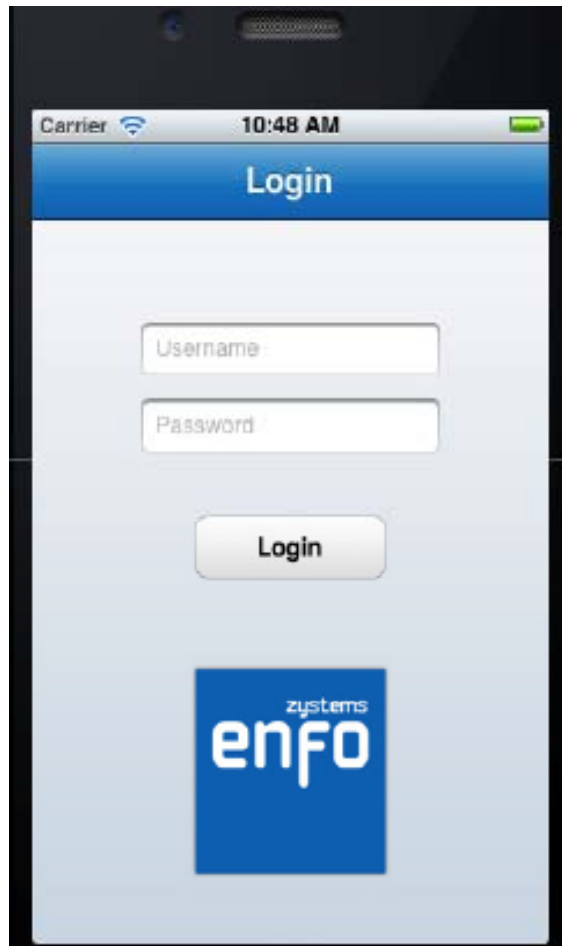 Carrier 10:48 AM
Login
Username
Password
Login
zystems
enfo